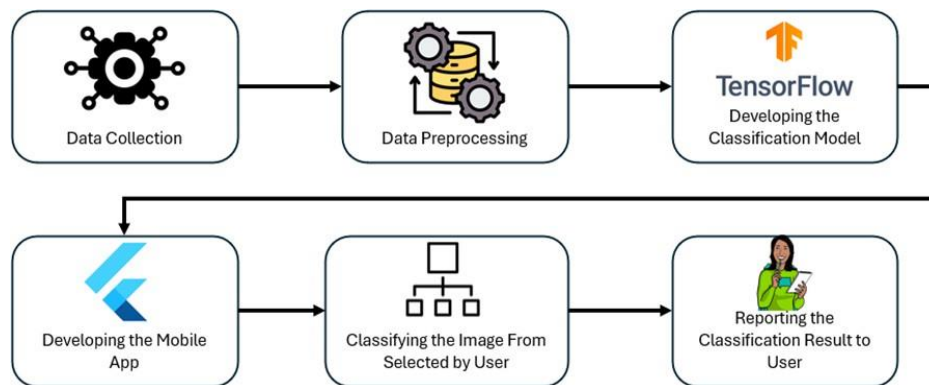 Data Collection
Data Preprocessing
TensorFlow
Developing the
Classification Model
Developing the Mobile
App
Classifying the Image From
Selected by User
Reporting the
Classification Result to
User